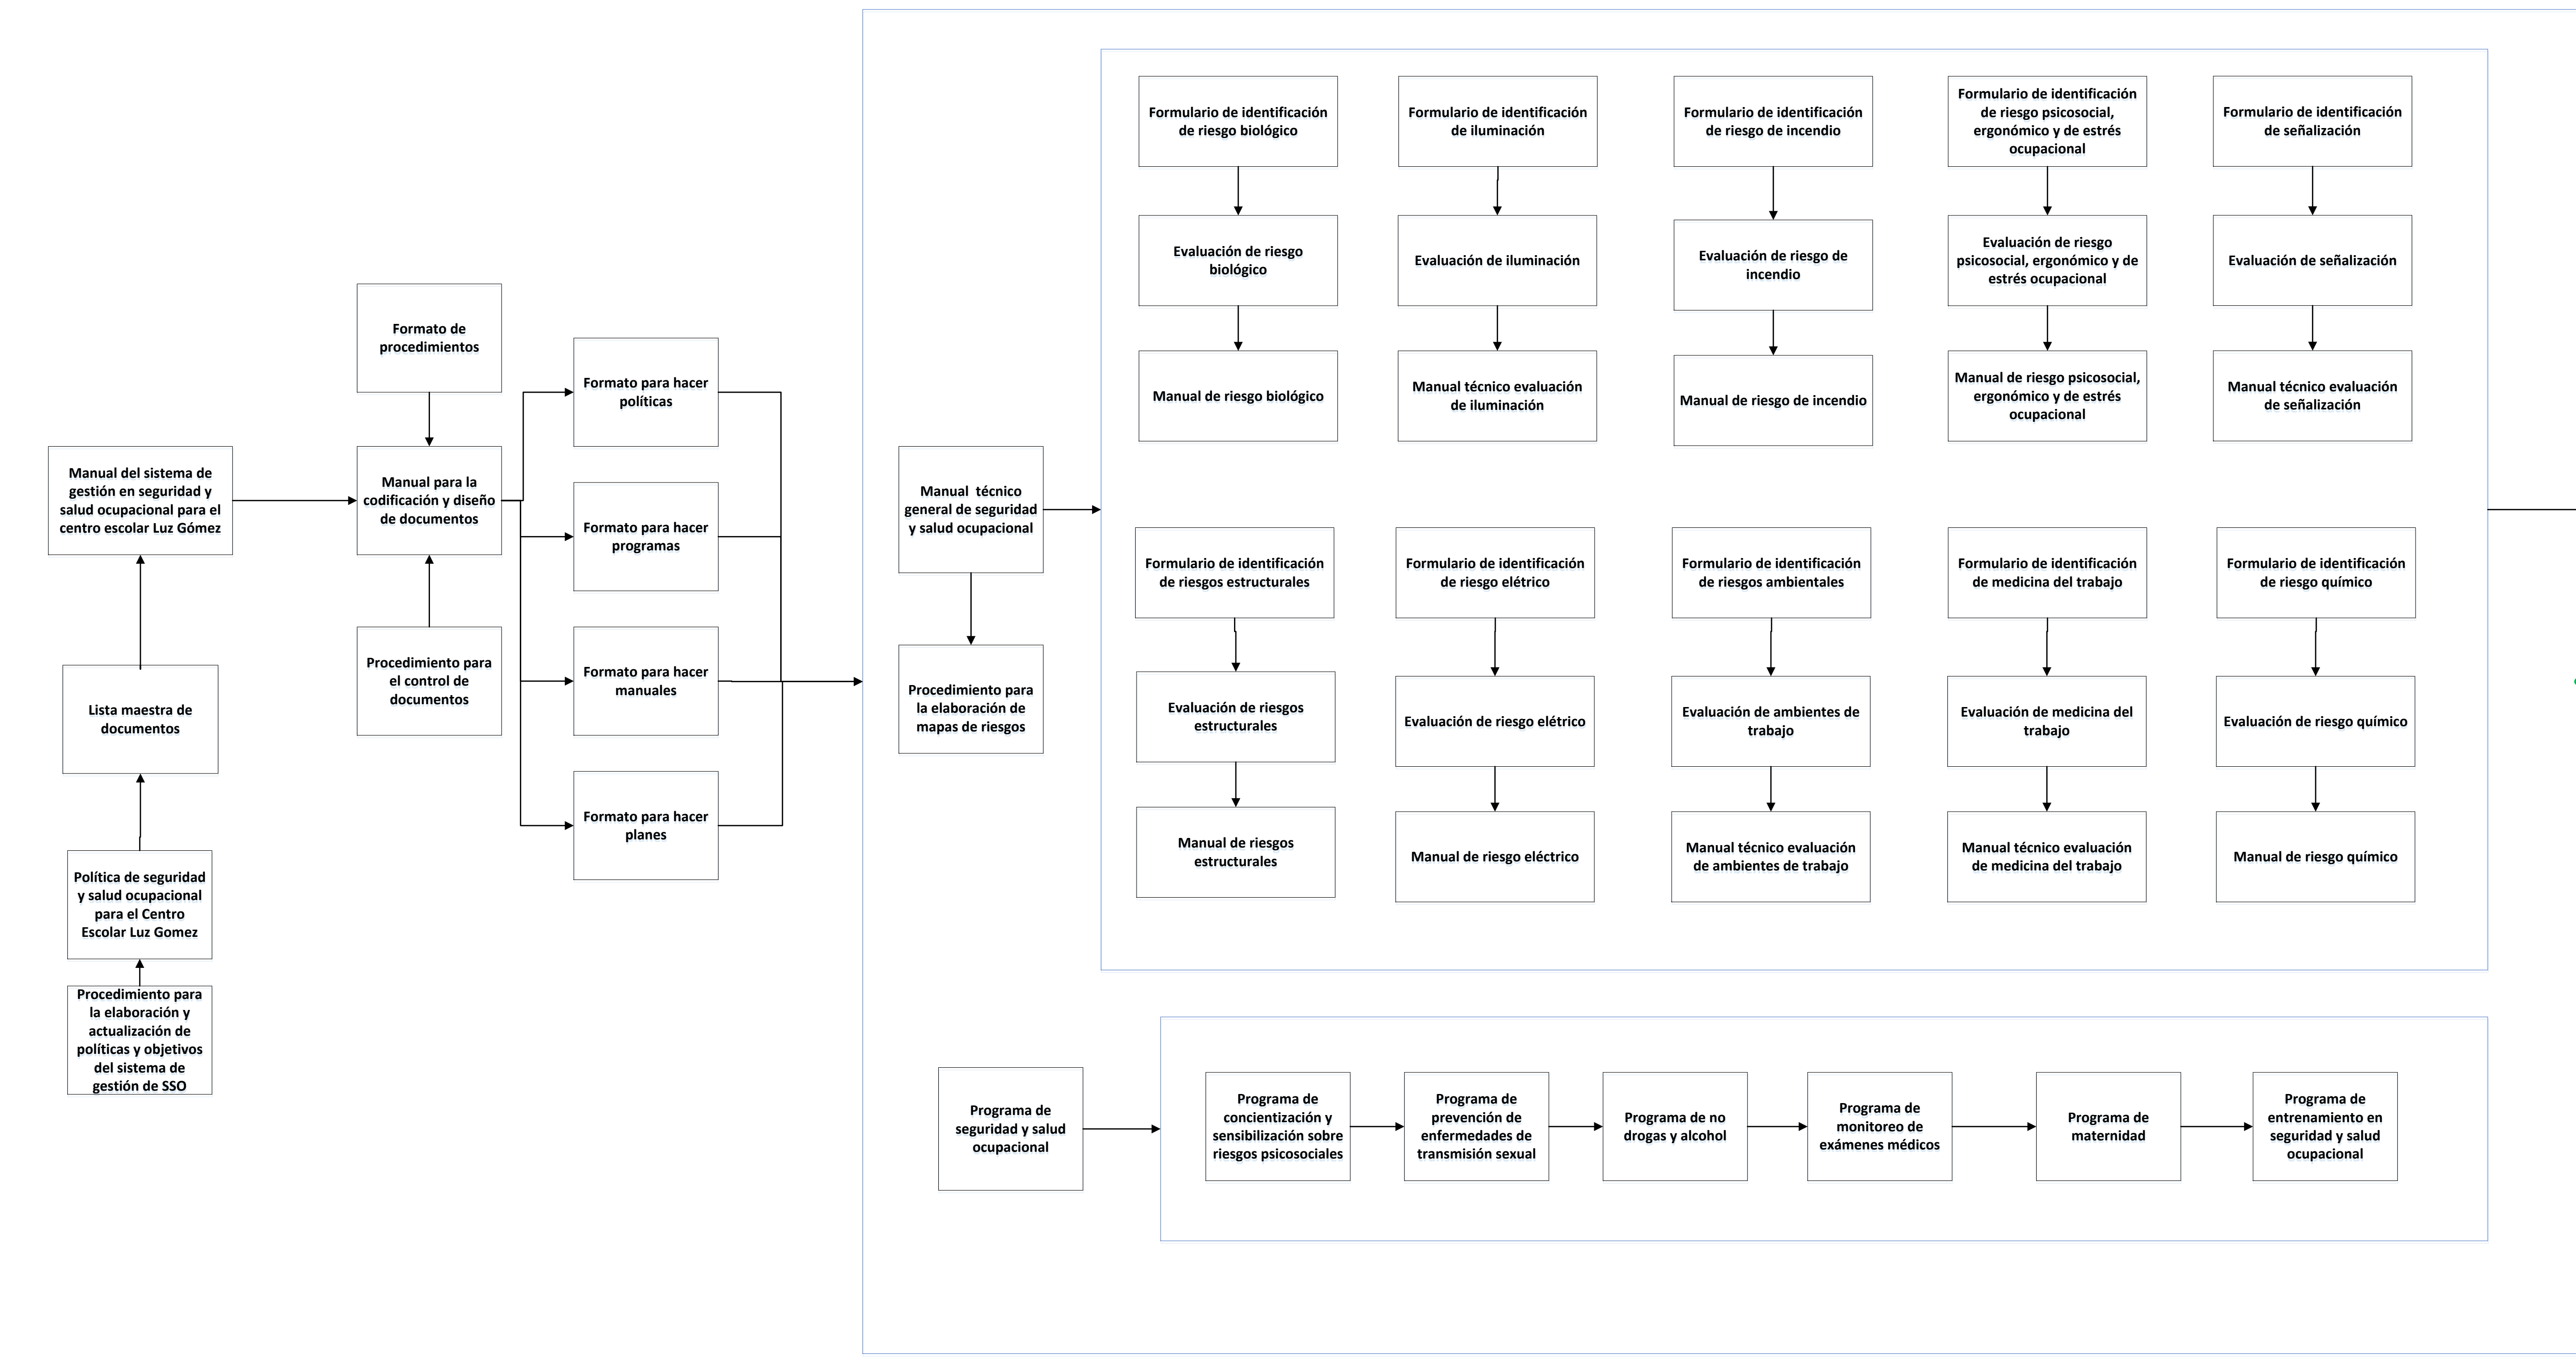 Formato de
procedimientos
Manual del sistema de
gestión en seguridad y
salud ocupacional para el
centro escolar Luz Gómez
Manual para la
codificación y diseño
de documentos
Procedimiento para
el control de
documentos
Lista maestra de
documentos
Política de seguridad
y salud ocupacional
para el Centro
Escolar Luz Gomez
Procedimiento para
la elaboración y
actualización de
políticas y objetivos
del sistema de
gestión de SSO
Formato para hacer
políticas
Formato para hacer
programas
Formato para hacer
manuales
Formato para hacer
planes
Manual técnico
general de seguridad
y salud ocupacional
Procedimiento para
la elaboración de
mapas de riesgos
Formulario de identificación
de riesgo biológico
Evaluación de riesgo
biológico
Manual de riesgo biológico
Formulario de identificación
de iluminación
Evaluación de iluminación
Manual técnico evaluación
de iluminación
Formulario de identificación
de riesgo de incendio
Evaluación de riesgo de
incendio
Manual de riesgo de incendio
Formulario de identificación
de riesgo psicosocial,
ergonómico y de estrés
ocupacional
Evaluación de riesgo
psicosocial, ergonómico y de
estrés ocupacional
Manual de riesgo psicosocial,
ergonómico y de estrés
ocupacional
Formulario de identificación
de señalización
Evaluación de señalización
Manual técnico evaluación
de señalización
Formulario de identificación
de riesgos estructurales
Evaluación de riesgos
estructurales
Manual de riesgos
estructurales
Formulario de identificación
de riesgo elétrico
Evaluación de riesgo elétrico
Manual de riesgo eléctrico
Formulario de identificación
de riesgos ambientales
Evaluación de ambientes de
trabajo
Manual técnico evaluación
de ambientes de trabajo
Formulario de identificación
de medicina del trabajo
Evaluación de medicina del
trabajo
Manual técnico evaluación
de medicina del trabajo
Formulario de identificación
de riesgo químico
Evaluación de riesgo químico
Manual de riesgo químico
Programa de
seguridad y salud
ocupacional
Programa de
concientización y
sensibilización sobre
riesgos psicosociales
Programa de
prevención de
enfermedades de
transmisión sexual
Programa de no
drogas y alcohol
Programa de
monitoreo de
exámenes médicos
Programa de
maternidad
Programa de
entrenamiento en
seguridad y salud
ocupacional